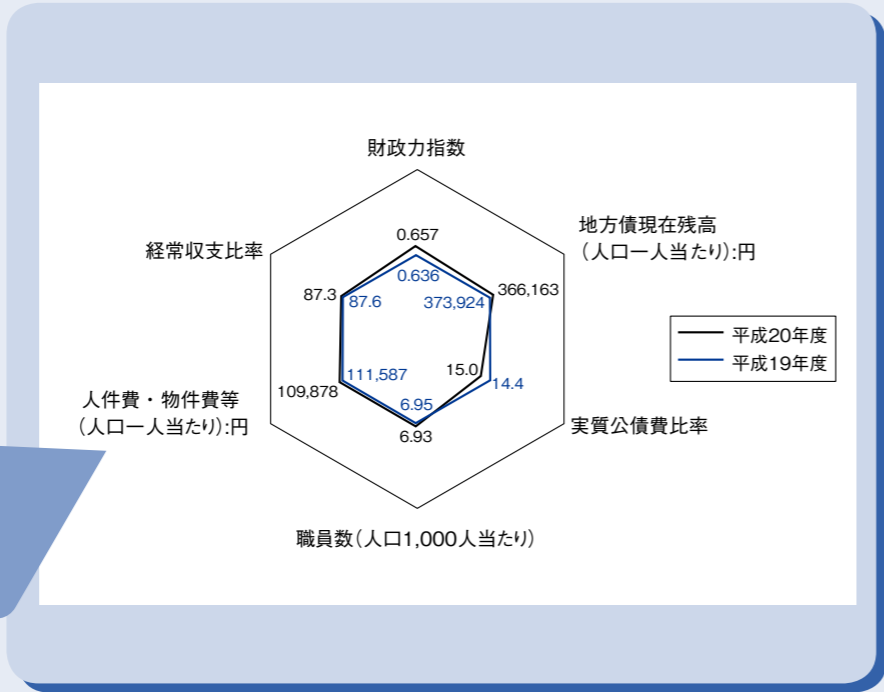 財政力指数
0.657
0.636
地方債現在残高
(人口一人当たり):円
366,163
373,924
経常収支比率
87.3
87.6
平成20年度
平成19年度
15.0
14.4
実質公債費比率
人件費・物件費等
(人口一人当たり):円
111,587
109,878
6.95
6.93
職員数(人口1,000人当たり)